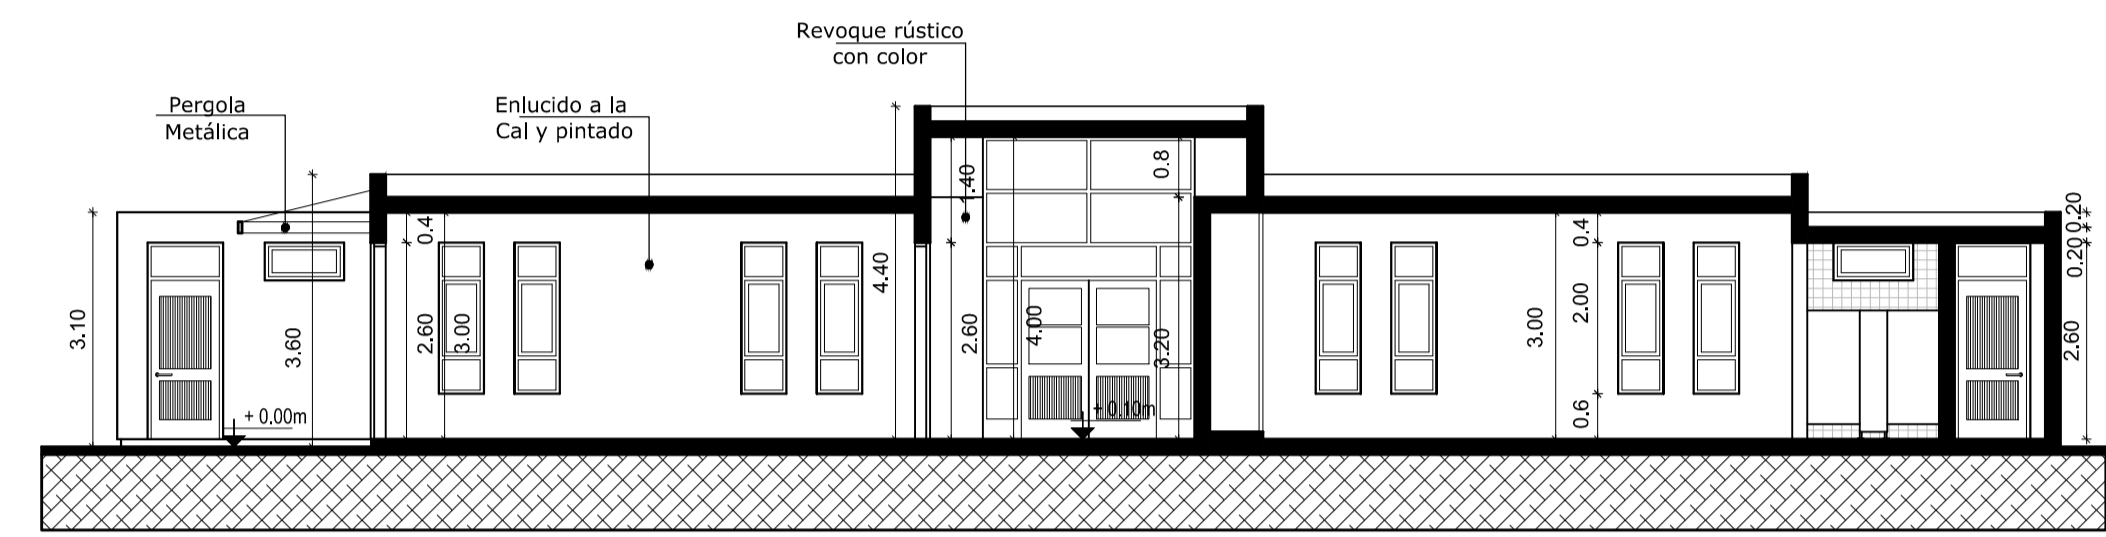 Revoque rústico
con color
Pergola
Metálica
Enlucido a la
Cal y pintado
3.10
3.60
+ 0.00m
0.4
2.60
3.00
4.40
1.40
2.60
4.00
0.8
3.20
+ 0.10m
3.00
0.4
2.00
0.6
0.20
0.20
2.60